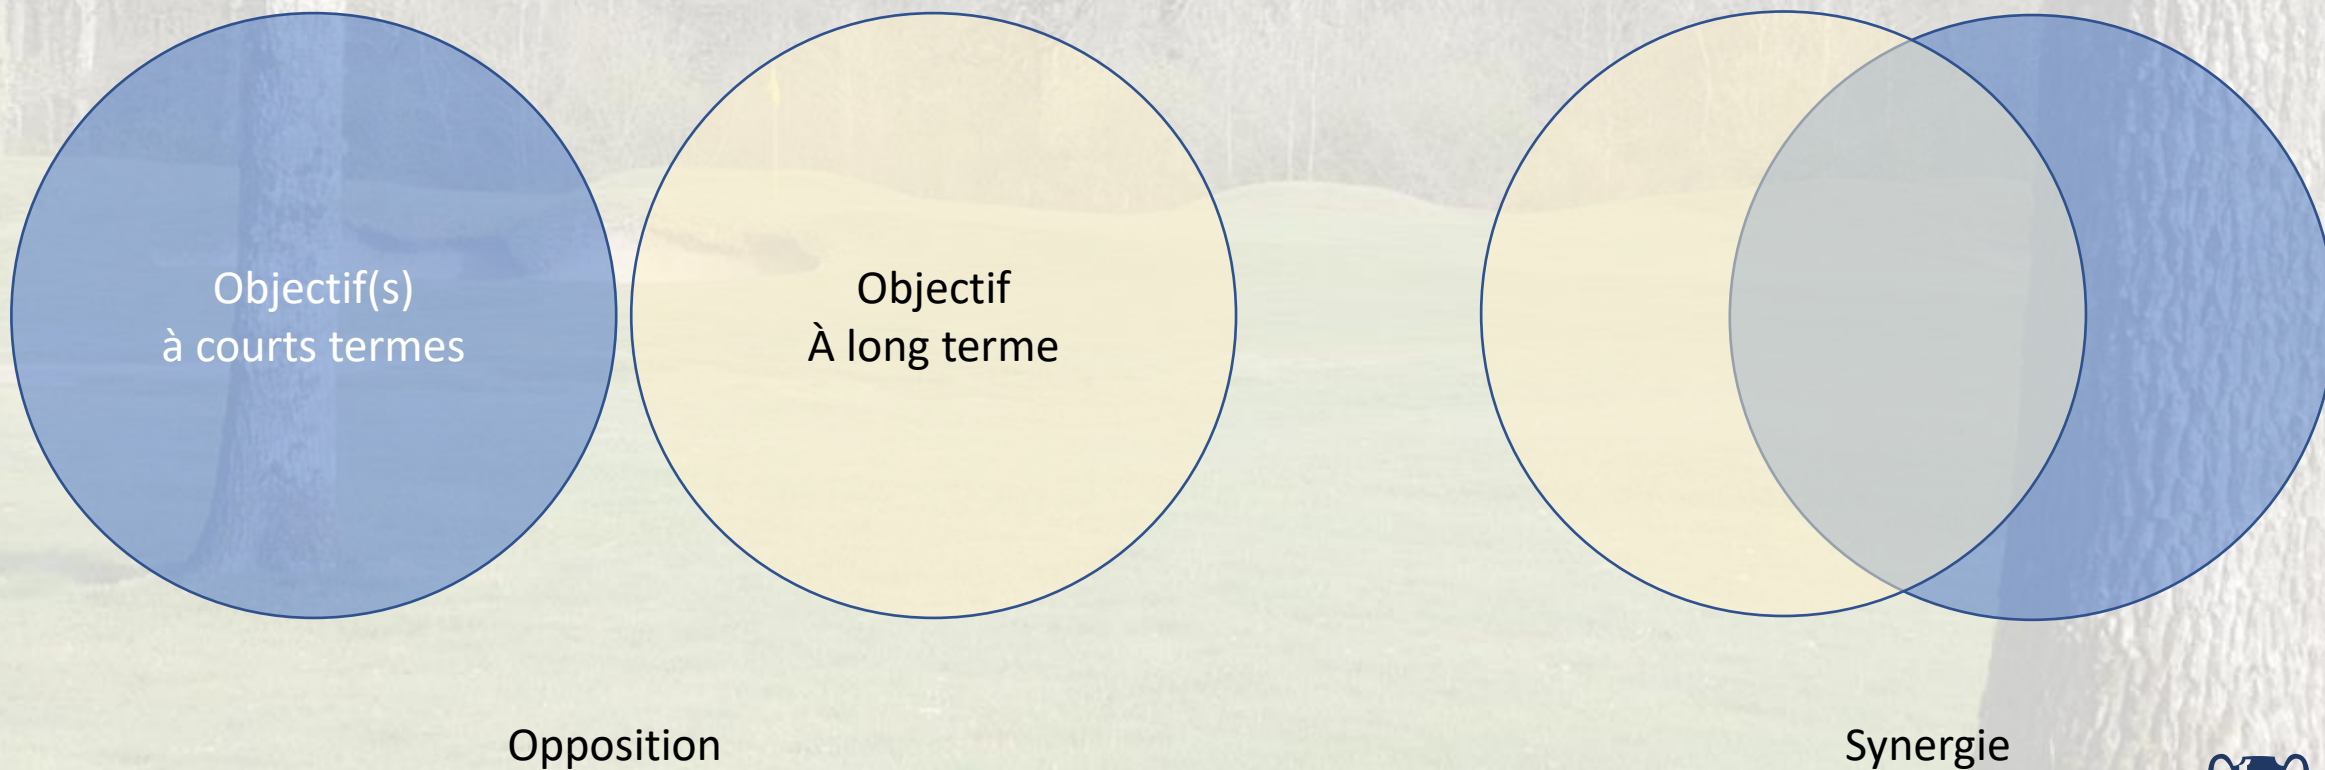 Objectif(s)
à courts termes
Objectif
À long terme
Opposition
Synergie